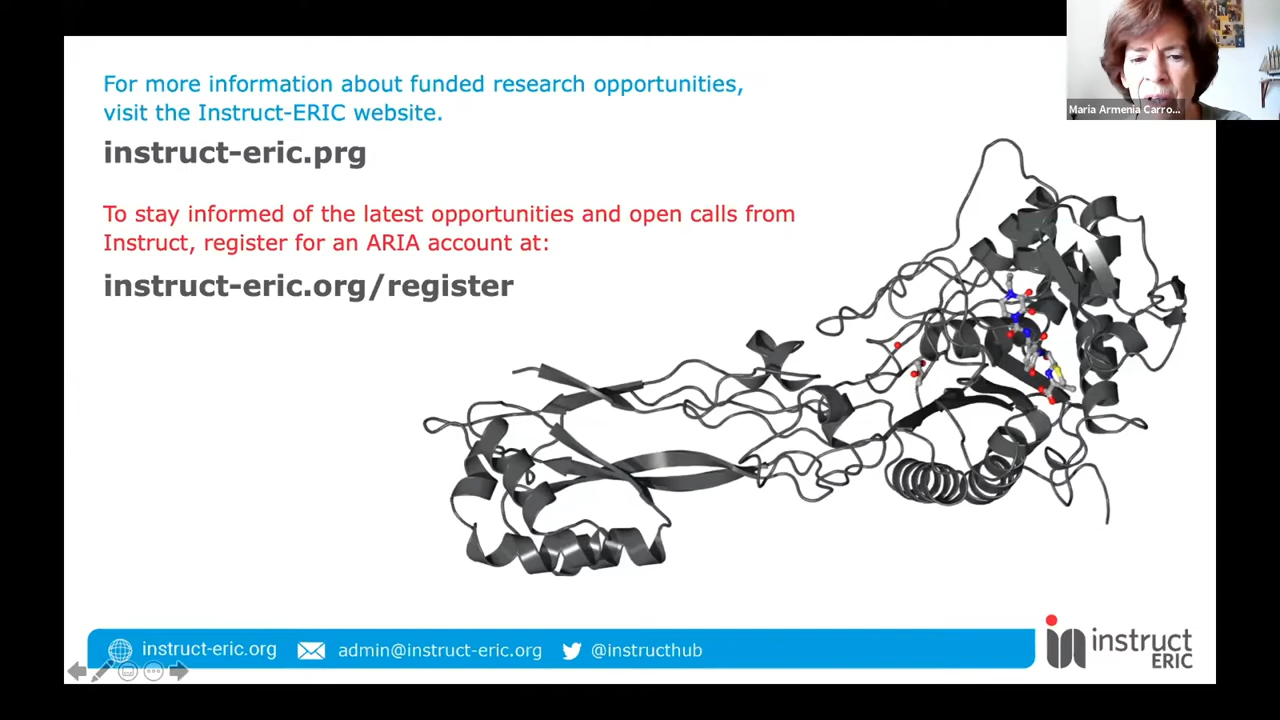 For more information about funded research opportunities,
visit the Instruct-ERIC website.
instruct-eric.prg
To stay informed of the latest opportunities and open calls from
Instruct, register for an ARIA account at:
instruct-eric.org/register
Maria Armenia Carro...
instruct-eric.org
admin@instruct-eric.org
@instructhub
instruct
ERIC